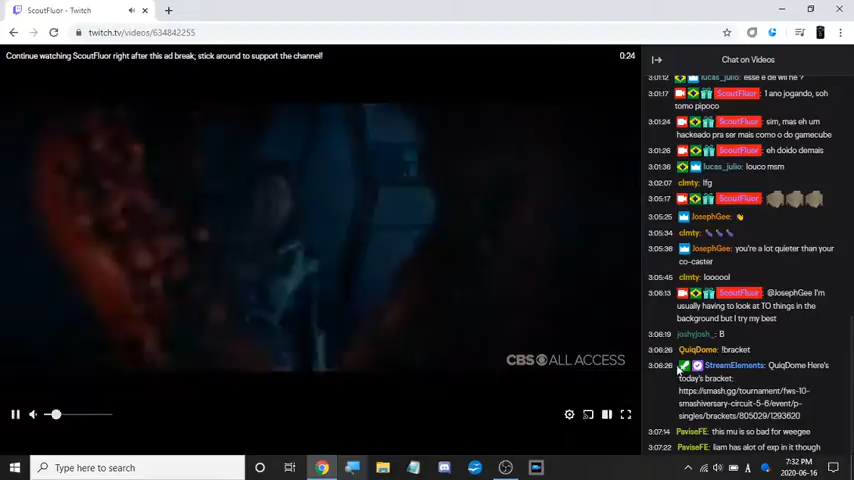 ScoutFluor - Twitch
twitch.tv/videos/634842255
Continue watching ScoutFluor right after this ad break; stick around to support the channel!
0:24
CBS ALL ACCESS
Chat on Videos
3:01:12 lucas_julio: esse é de wii né ?
3:01:17 ScoutFluor: 1 ano jogando, soh
tomo pipoco
3:01:24 ScoutFluor: sim, mas eh um
hackeado pra ser mais como o do gamecube
3:01:26 ScoutFluor: eh doido demais
3:01:36 lucas_julio: louco msm
3:02:07 clmty: lfg
3:05:17 ScoutFluor:
3:05:25 JosephGee:
3:05:34 clmty:
3:05:38 JosephGee: you're a lot quieter than your
co-caster
3:05:45 clmty: loooool
3:06:13 ScoutFluor: @JosephGee I'm
usually having to look at TO things in the
background but I try my best
3:06:19 joshyjosh_: B
3:06:26 QuiqDome: !bracket
3:06:26 StreamElements: QuiqDome Here's
today's bracket:
https://smash.gg/tournament/fws-10-
smashiversary-circuit-5-6/event/p-
singles/brackets/805029/1293620
3:07:14 PaviseFE: this mu is so bad for weegee
3:07:22 PaviseFE: liam has alot of exp in it though
Type here to search
7:32 PM
2020-06-16